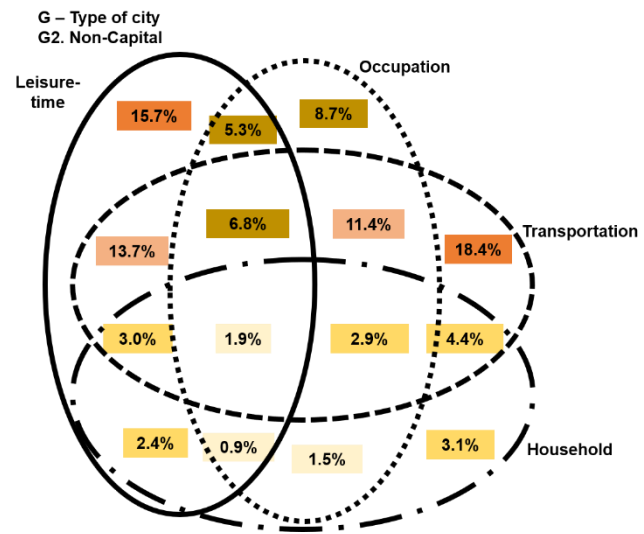 G – Type of city
G2. Non-Capital
Leisure-
time
Occupation
15.7%
5.3%
8.7%
6.8%
11.4%
Transportation
13.7%
18.4%
3.0%
1.9%
2.9%
4.4%
2.4%
0.9%
1.5%
3.1%
Household